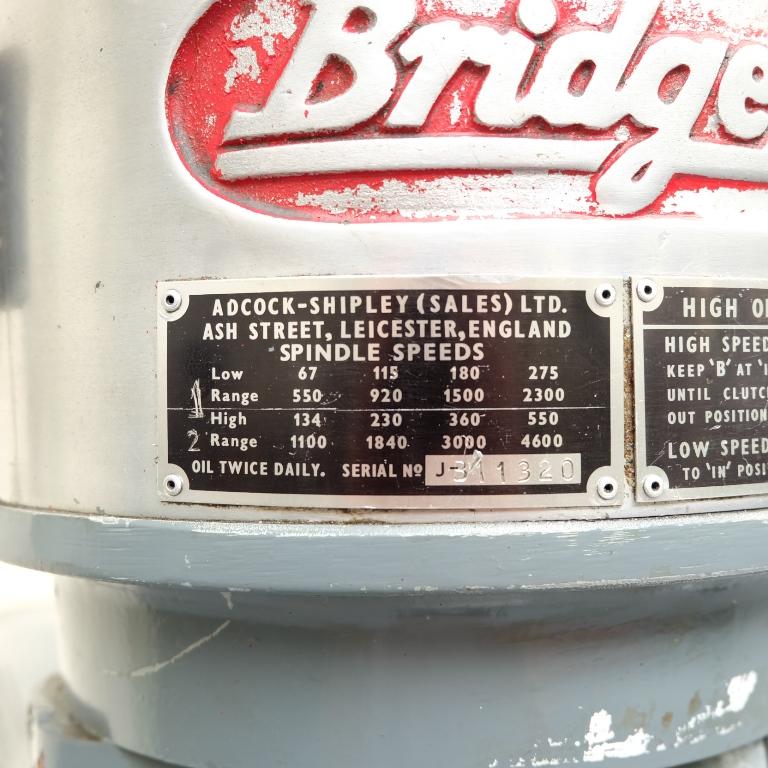 Bridge
ADCOCK-SHIPLEY (SALES) LTD.
ASH STREET, LEICESTER, ENGLAND
SPINDLE SPEEDS
Low 67 115 180 275
1 Range 550 920 1500 2300
High 134 230 360 550
2 Range 1100 1840 3000 4600
OIL TWICE DAILY. SERIAL No J-311320
HIGH
HIGH SPEED
KEEP 'B' AT
UNTIL
OUT POSITION
LOW SPEED
TO 'IN'